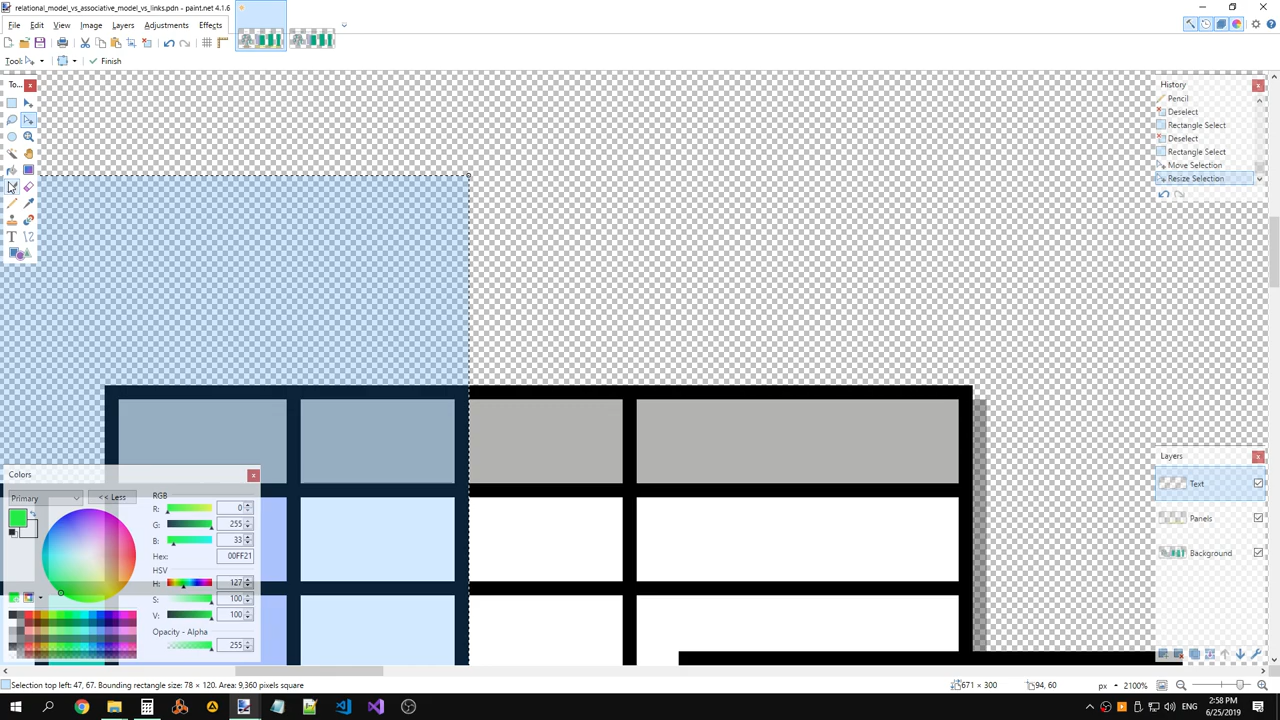 relational_model_vs_associative_model_vs_links.pdn - paint.net 4.1.6
File Edit View Image Layers Adjustments Effects
Tool: Finish
To...
History
Pencil
Deselect
Rectangle Select
Deselect
Rectangle Select
Move Selection
Resize Selection
Layers
Text
Panels
Background
Colors
Primary
<< Less
RGB
R: 0
G: 255
B: 33
Hex: 00FF21
HSV
H: 127
S: 100
V: 100
Opacity - Alpha
255
Selection top left: 47, 67. Bounding rectangle size: 78 × 120. Area: 9,360 pixels square
671 × 300
94, 60
px
2100%
ENG
2:58 PM
6/25/2019